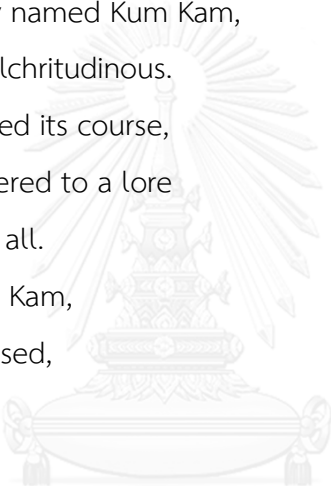 named Kum Kam,
lchritudinous.
ed its course,
ered to a lore
all.
Kam,
sed,